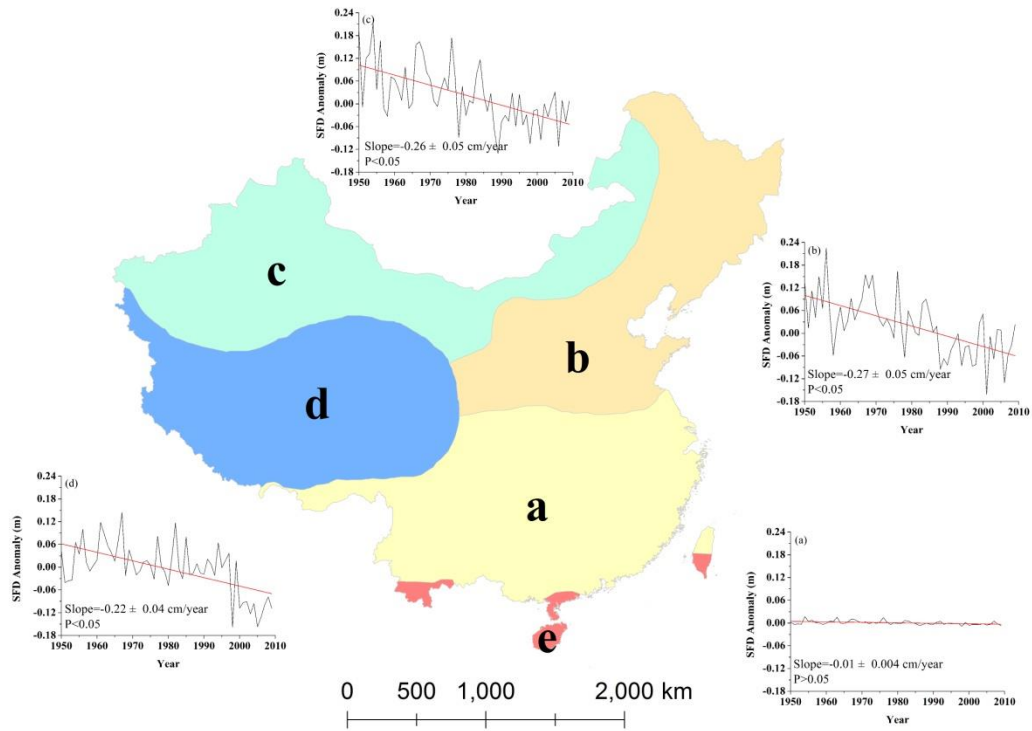 (c)
0.24
0.18
0.12
0.06
0.00
-0.06
-0.12
-0.18
SFD Anomaly (m)
Slope=-0.26 ± 0.05 cm/year
P<0.05
1950 1960 1970 1980 1990 2000 2010
Year
(b)
0.24
0.18
0.12
0.06
0.00
-0.06
-0.12
-0.18
SFD Anomaly (m)
Slope=-0.27 ± 0.05 cm/year
P<0.05
1950 1960 1970 1980 1990 2000 2010
Year
c
b
d
a
e
(d)
0.24
0.18
0.12
0.06
0.00
-0.06
-0.12
-0.18
SFD Anomaly (m)
Slope=-0.22 ± 0.04 cm/year
P<0.05
1950 1960 1970 1980 1990 2000 2010
Year
(a)
0.24
0.18
0.12
0.06
0.00
-0.06
-0.12
-0.18
SFD Anomaly (m)
Slope=-0.01 ± 0.004 cm/year
P>0.05
1950 1960 1970 1980 1990 2000 2010
Year
0 500 1,000 2,000 km